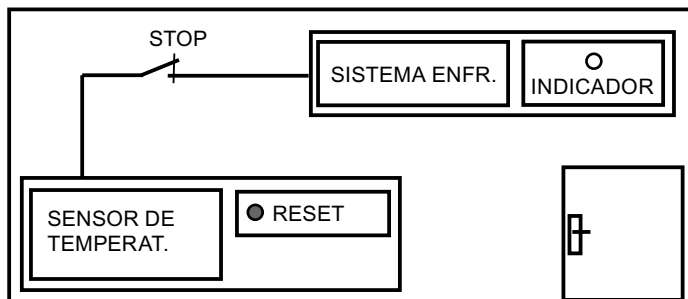 STOP
SISTEMA ENFR.
INDICADOR
SENSOR DE
TEMPERAT.
RESET